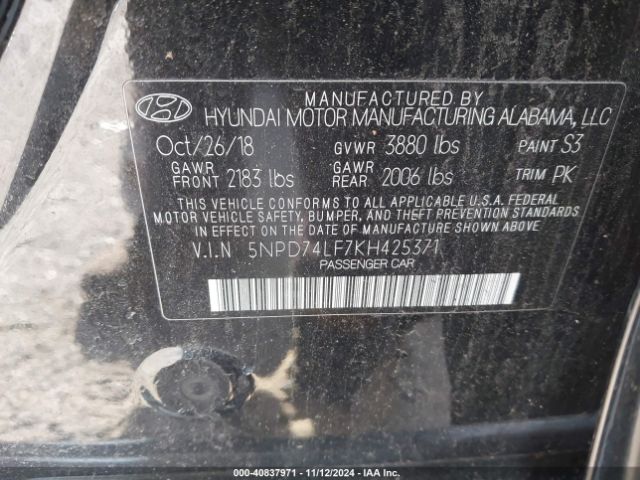 MANUFACTURED BY
HYUNDAI MOTOR MANUFACTURING ALABAMA, LLC
Oct/26/18 GVWR 3880 lbs PAINT S3
GAWR FRONT 2183 lbs GAWR REAR 2006 lbs TRIM PK
THIS VEHICLE CONFORMS TO ALL APPLICABLE U.S.A. FEDERAL
MOTOR VEHICLE SAFETY, BUMPER, AND THEFT PREVENTION STANDARDS
IN EFFECT ON THE DATE OF MANUFACTURE SHOWN ABOVE.
V.I.N 5NPD74LF7KH425371
PASSENGER CAR
000-40837971 - 11/12/2024 - IAA Inc.